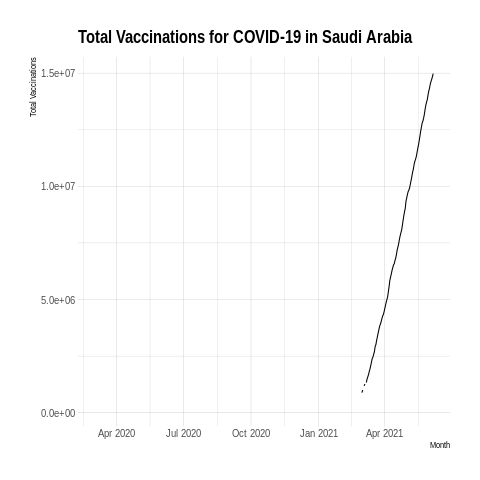 Total Vaccinations for COVID-19 in Saudi Arabia
Total Vaccinations
1.5e+07
1.0e+07
5.0e+06
0.0e+00
Apr 2020 Jul 2020 Oct 2020 Jan 2021 Apr 2021
Month